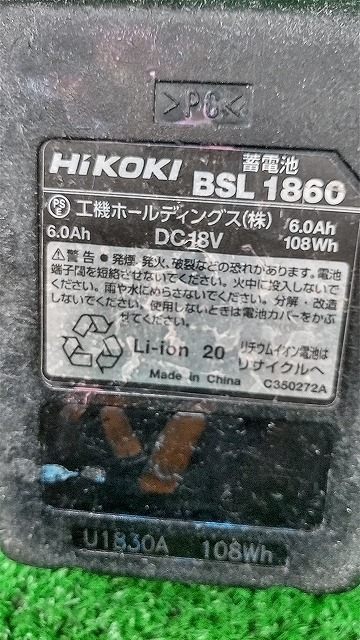 >PC<
HiKOKI 蓄電池
BSL 1860
PS E 工機ホールディングス(株) 6.0Ah
6.0Ah DC18V 108Wh
⚠警告 ● 発煙、発火、破裂などの恐れがあります。電池
端子間を短絡させないでください。火中に投入しないで
ください。雨や水にぬらさないでください。分解・改造
しないでください。使用しないときは電池カバーをかぶ
せてください。
Li-ion 20 リチウムイオン電池は
リサイクルへ
Made in China C350272A
U1830A 108Wh